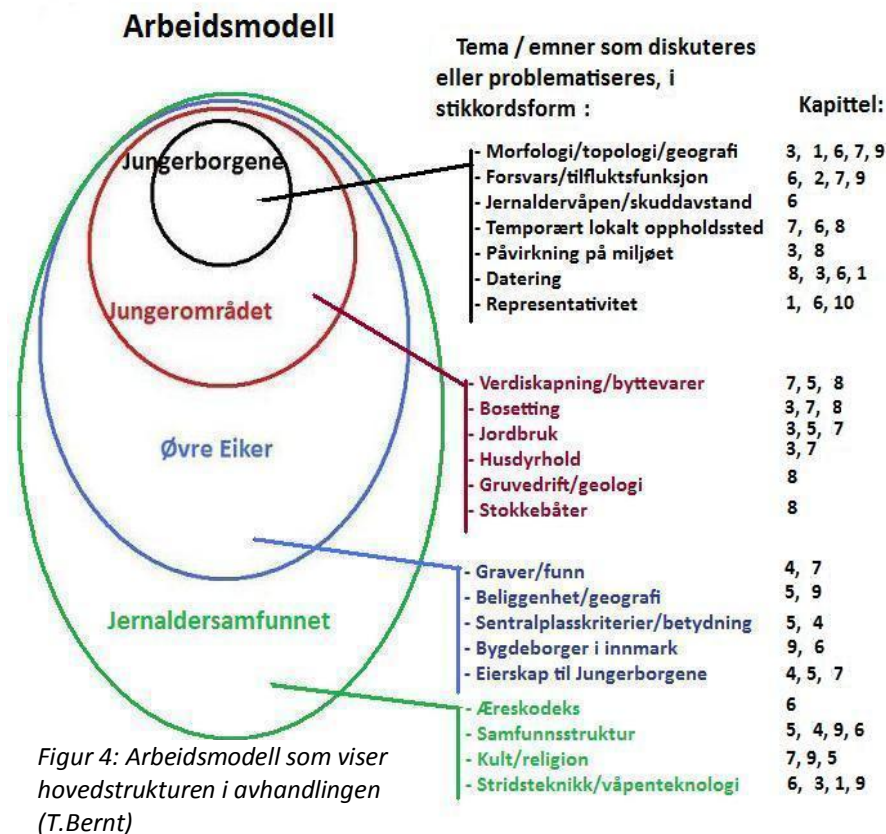 Arbeidsmodell
Tema / emner som diskuteres
eller problematiseres, i
stikkordsform :
Kapittel:
Jungerborgene
- Morfologi/topologi/geografi 3, 1, 6, 7, 9
- Forsvars/tilfluktsfunksjon 6, 2, 7, 9
- Jernaldervåpen/skuddavstand 6
- Temporært lokalt oppholdssted 7, 6, 8
- Påvirkning på miljøet 3, 8
- Datering 8, 3, 6, 1
- Representativitet 1, 6, 10
Jungerområdet
- Verdiskapning/byttevarer 7, 5, 8
- Bosetting 3, 7, 8
- Jordbruk 3, 5, 7
- Husdyrhold 3, 7
- Gruvedrift/geologi 8
- Stokkebåter 8
Øvre Eiker
- Graver/funn 4, 7
- Beliggenhet/geografi 5, 9
- Sentralplasskriterier/betydning 5, 4
- Bygdeborger i innmark 9, 6
- Eierskap til Jungerborgene 4, 5, 7
Jernaldersamfunnet
- Æreskodeks 6
- Samfunnsstruktur 5, 4, 9, 6
- Kult/religion 7, 9, 5
- Stridsteknikk/våpenteknologi 6, 3, 1, 9
Figur 4: Arbeidsmodell som viser
hovedstrukturen i avhandlingen
(T.Bernt)